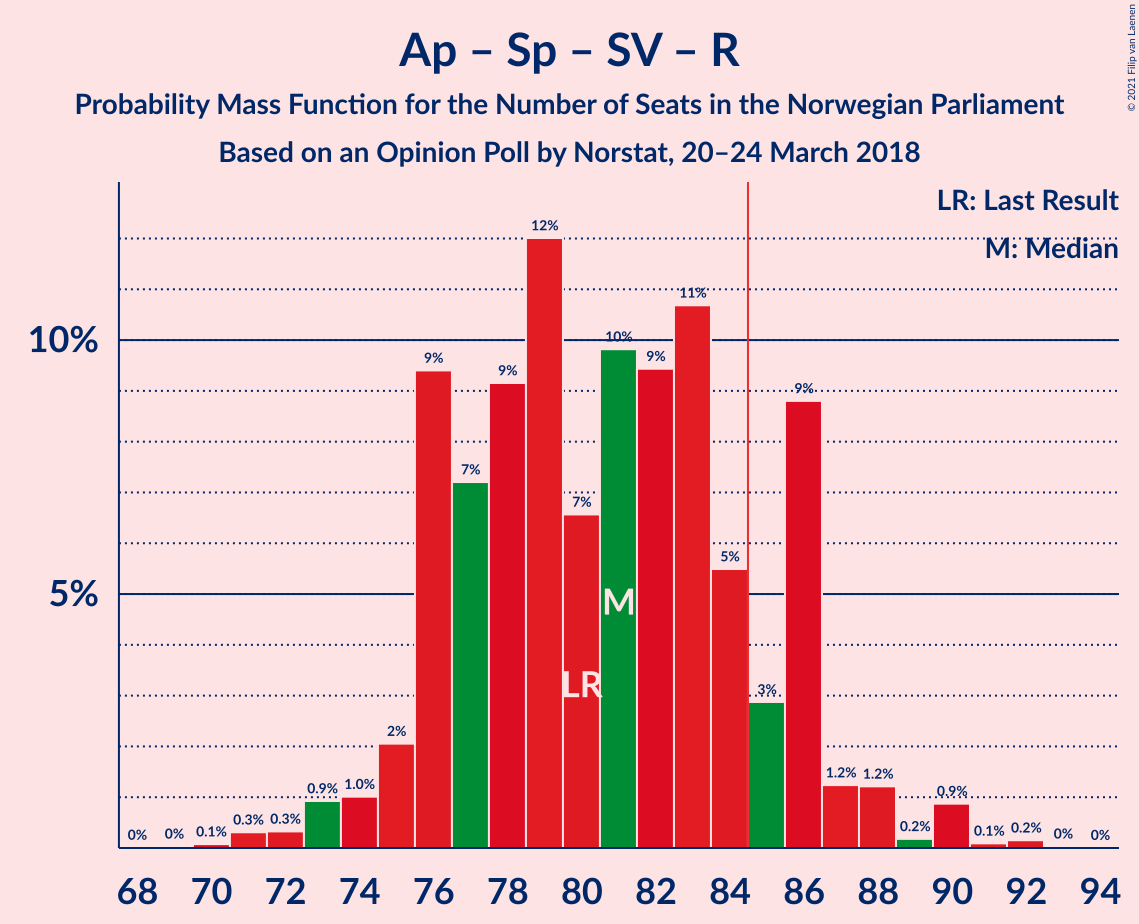 © 2021 Filip van Laenen
Ap – Sp – SV – R
Probability Mass Function for the Number of Seats in the Norwegian Parliament
Based on an Opinion Poll by Norstat, 20–24 March 2018
LR: Last Result
M: Median
10%
5%
0% 0% 0.1% 0.3% 0.3% 0.9% 1.0% 2% 9% 7% 9% 12% 7% 10% 9% 11% 5% 3% 9% 1.2% 1.2% 0.2% 0.9% 0.1% 0.2% 0% 0%
M
LR
68 70 72 74 76 78 80 82 84 86 88 90 92 94